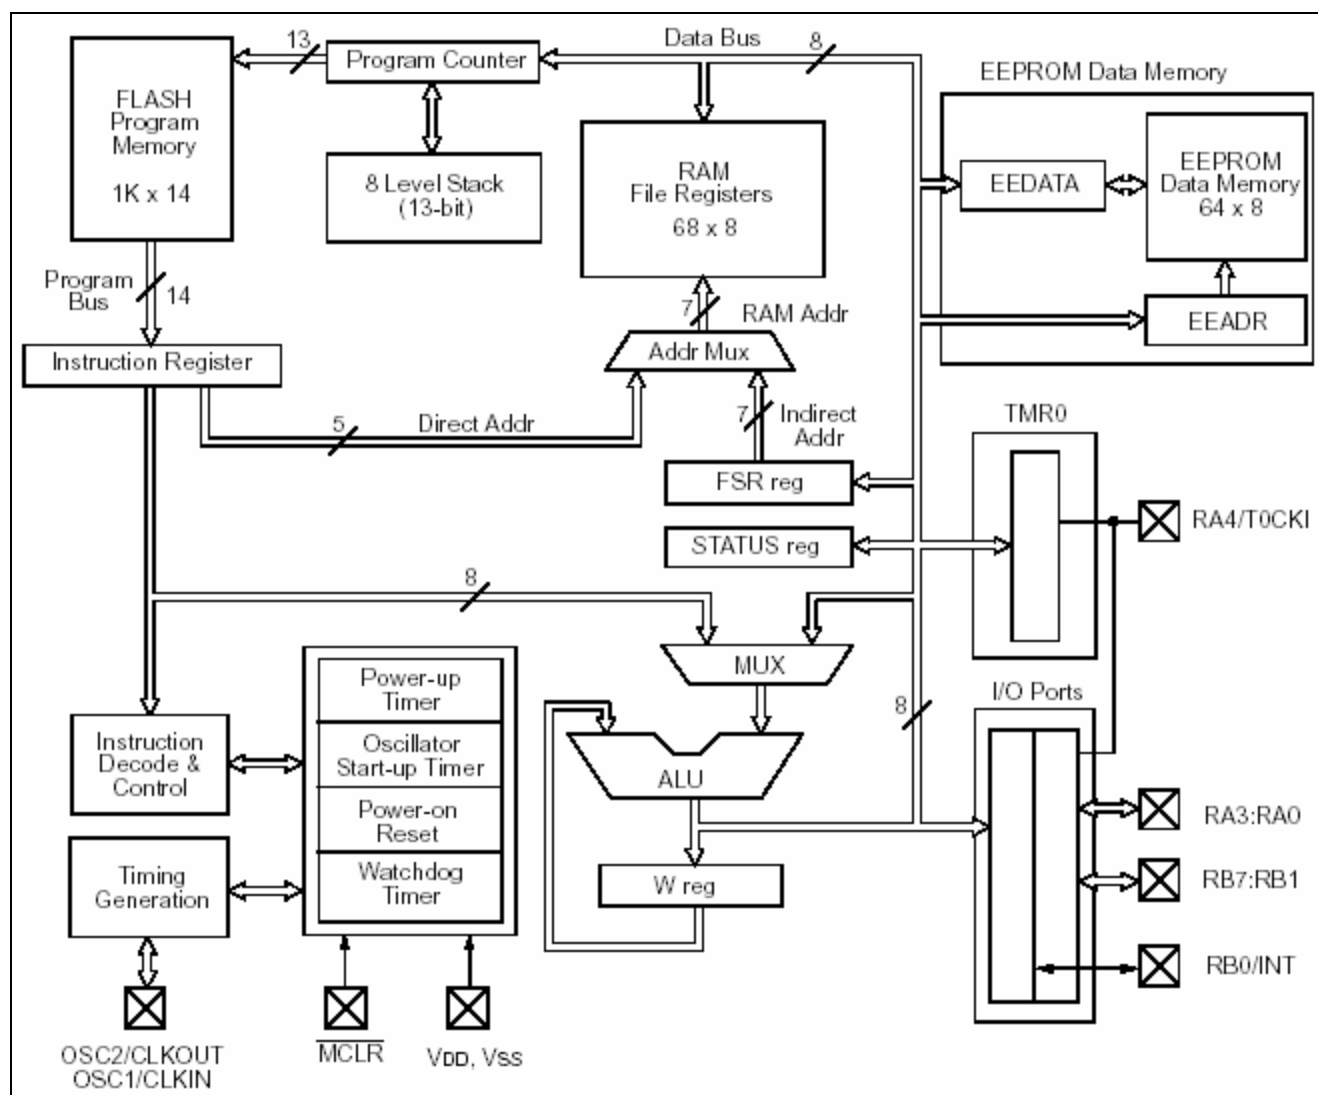 Data Bus
13
8
Program Counter
EEPROM Data Memory
FLASH
Program
Memory
1K x 14
8 Level Stack
(13-bit)
RAM
File Registers
68 x 8
EEDATA
EEPROM
Data Memory
64 x 8
Program
Bus
14
7
RAM Addr
EEADR
Instruction Register
Addr Mux
5
Direct Addr
7
Indirect
Addr
TMR0
FSR reg
RA4/T0CKI
STATUS reg
8
MUX
Power-up
Timer
I/O Ports
8
Instruction
Decode &
Control
Oscillator
Start-up Timer
ALU
Power-on
Reset
RA3:RA0
Timing
Generation
Watchdog
Timer
W reg
RB7:RB1
RB0/INT
OSC2/CLKOUT
OSC1/CLKIN
MCLR
VDD, VSS